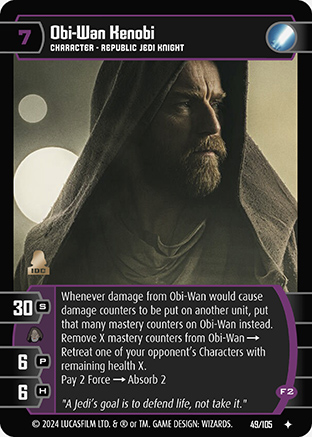 7
Obi-Wan Kenobi
CHARACTER - REPUBLIC JEDI KNIGHT
IDC
30 S
6 P
6 H
Whenever damage from Obi-Wan would cause
damage counters to be put on another unit, put
that many mastery counters on Obi-Wan instead.
Remove X mastery counters from Obi-Wan →
Retreat one of your opponent's Characters with
remaining health X.
Pay 2 Force → Absorb 2
F2
"A Jedi's goal is to defend life, not take it."
© 2024 LUCASFILM LTD. & ® or TM. GAME DESIGN: WIZARDS.
49/105